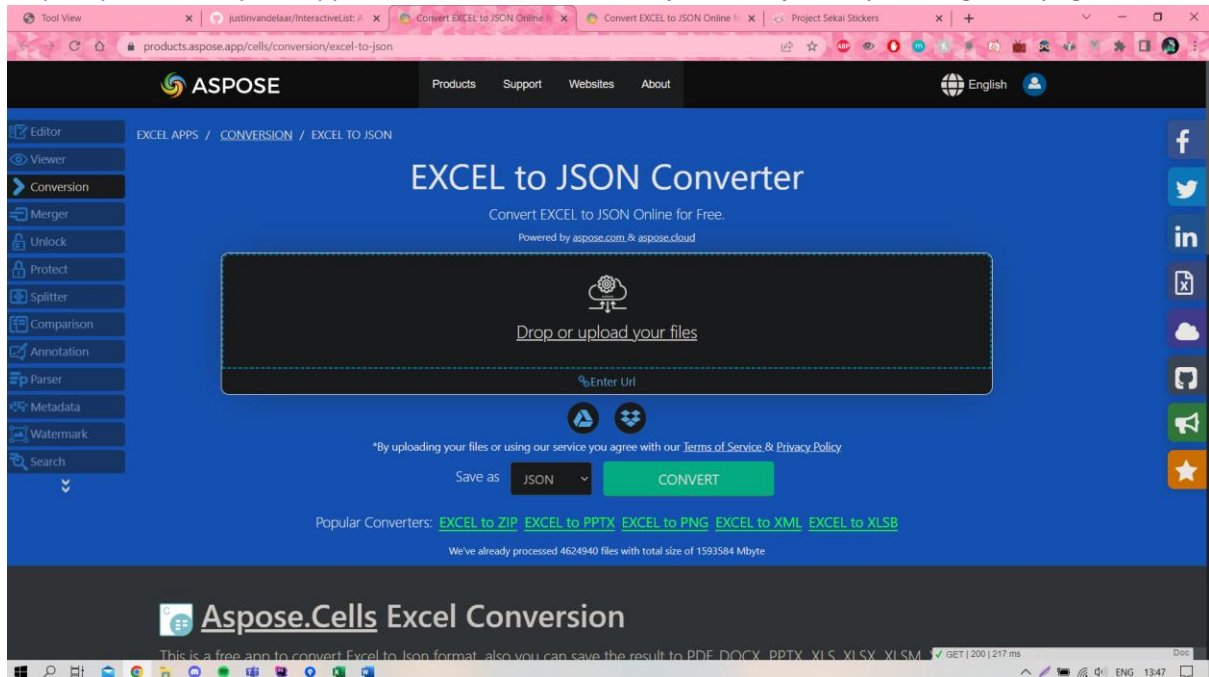 Tool View
justinvandelaar/InteractiveList: A
Convert EXCEL to JSON Online f
Convert EXCEL to JSON Online f
Project Sekai Stickers
products.aspose.app/cells/conversion/excel-to-json
ASPOSE
Products
Support
Websites
About
English
Editor
Viewer
Conversion
Merger
Unlock
Protect
Splitter
Comparison
Annotation
Parser
Metadata
Watermark
Search
EXCEL APPS / CONVERSION / EXCEL TO JSON
EXCEL to JSON Converter
Convert EXCEL to JSON Online for Free.
Powered by aspose.com & aspose.cloud
Drop or upload your files
Enter Url
*By uploading your files or using our service you agree with our Terms of Service & Privacy Policy
Save as JSON CONVERT
Popular Converters: EXCEL to ZIP EXCEL to PPTX EXCEL to PNG EXCEL to XML EXCEL to XLSB
We've already processed 4624940 files with total size of 1593584 Mbyte
Aspose.Cells Excel Conversion
This is a free app to convert Excel to Json format, also you can save the result to PDF, DOCX, PPTX, XLS, XLSX, XLSM,
GET | 200 | 217 ms
Doc
ENG 13:47